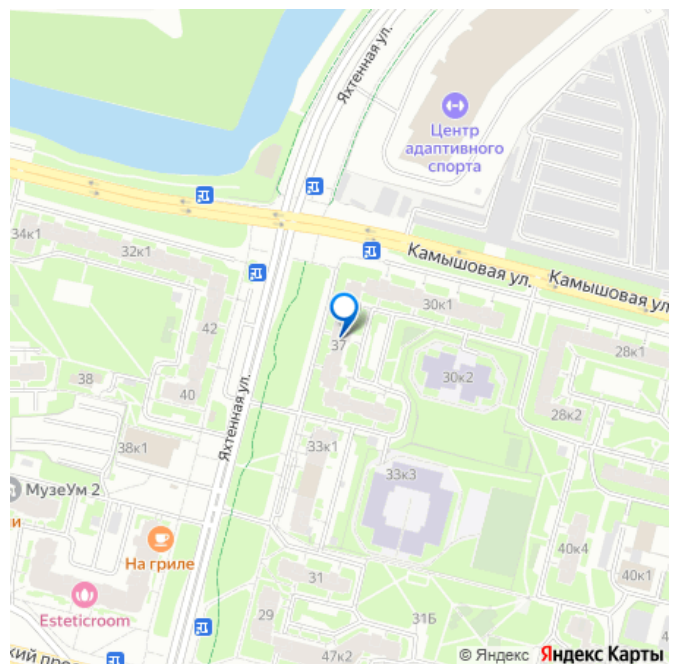 Яхтенная ул.
Центр
адаптивного
спорта
34к1
32к1
Камышовая ул.
Камышовая ул
42
30к1
37
28к1
38
40
30к2
28к2
Яхтенная ул.
38к1
33к1
33к3
МузеУм 2
и
На гриле
40к4
31
40к1
Esteticroom
29
31Б
кий про
47к2
© Яндекс Яндекс Карты